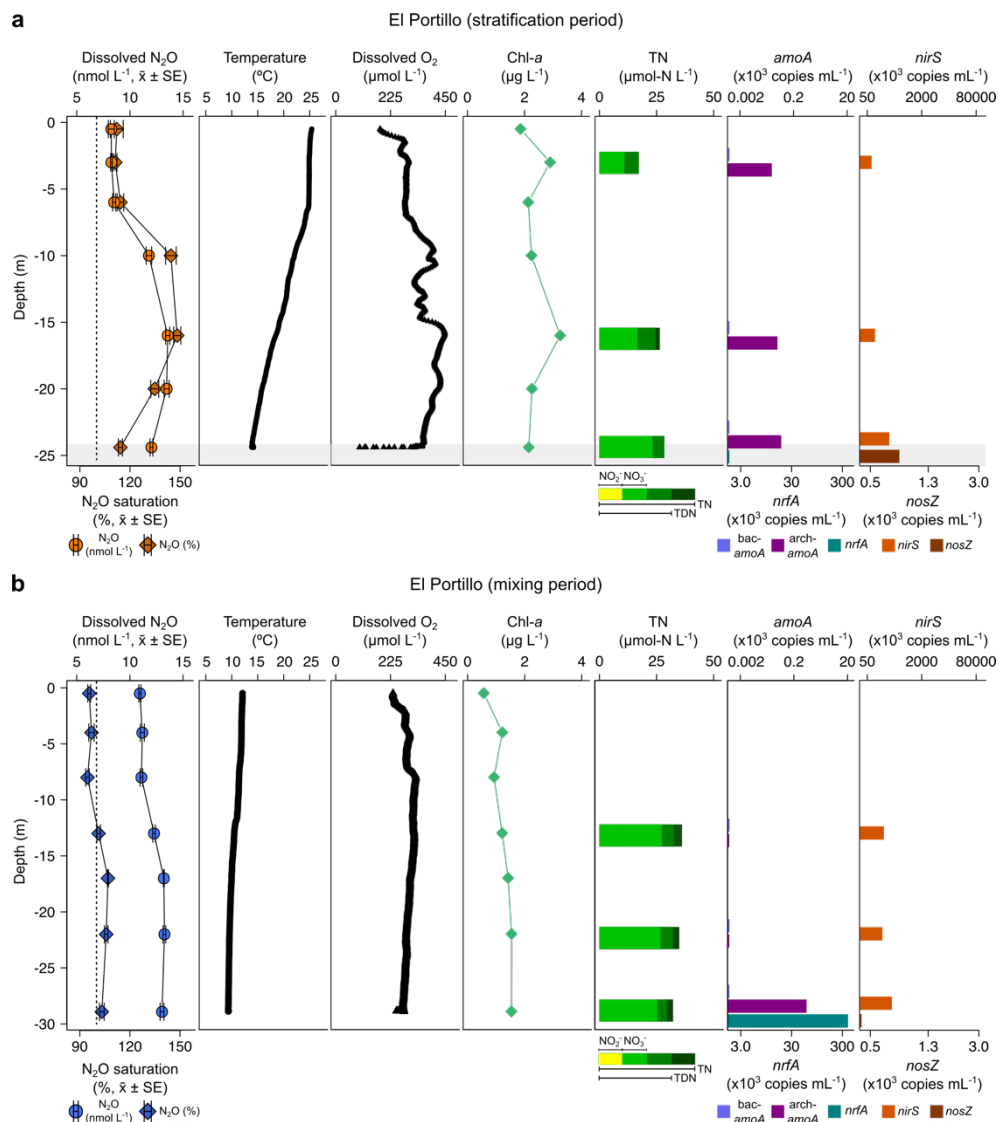 a
El Portillo (stratification period)
Dissolved N₂O Temperature Dissolved O₂ Chl-a TN amoA nirS
(nmol L⁻¹, x̄ ± SE) (ºC) (µmol L⁻¹) (µg L⁻¹) (µmol-N L⁻¹) (x10³ copies mL⁻¹) (x10³ copies mL⁻¹)
5 10 15 5 10 15 20 25 0 225 450 0 2 4 0 25 50 0.002 0.2 20 50 2000 80000
0
-5
-10
Depth (m)
-15
-20
-25
90 120 150 3.0 30 300 0.5 1.3 3.0
N₂O saturation nrfA nosZ
(%, x̄ ± SE) (x10³ copies mL⁻¹) (x10³ copies mL⁻¹)
NO₂⁻ NO₃⁻
TN
TDN
N₂O (nmol L⁻¹) N₂O (%)
bac-amoA arch-amoA nrfA nirS nosZ
b
El Portillo (mixing period)
Dissolved N₂O Temperature Dissolved O₂ Chl-a TN amoA nirS
(nmol L⁻¹, x̄ ± SE) (ºC) (µmol L⁻¹) (µg L⁻¹) (µmol-N L⁻¹) (x10³ copies mL⁻¹) (x10³ copies mL⁻¹)
5 10 15 5 10 15 20 25 0 225 450 0 2 4 0 25 50 0.002 0.2 20 50 2000 80000
0
-5
-10
Depth (m)
-15
-20
-25
-30
90 120 150 3.0 30 300 0.5 1.3 3.0
N₂O saturation nrfA nosZ
(%, x̄ ± SE) (x10³ copies mL⁻¹) (x10³ copies mL⁻¹)
NO₂⁻ NO₃⁻
TN
TDN
N₂O (nmol L⁻¹) N₂O (%)
bac-amoA arch-amoA nrfA nirS nosZ